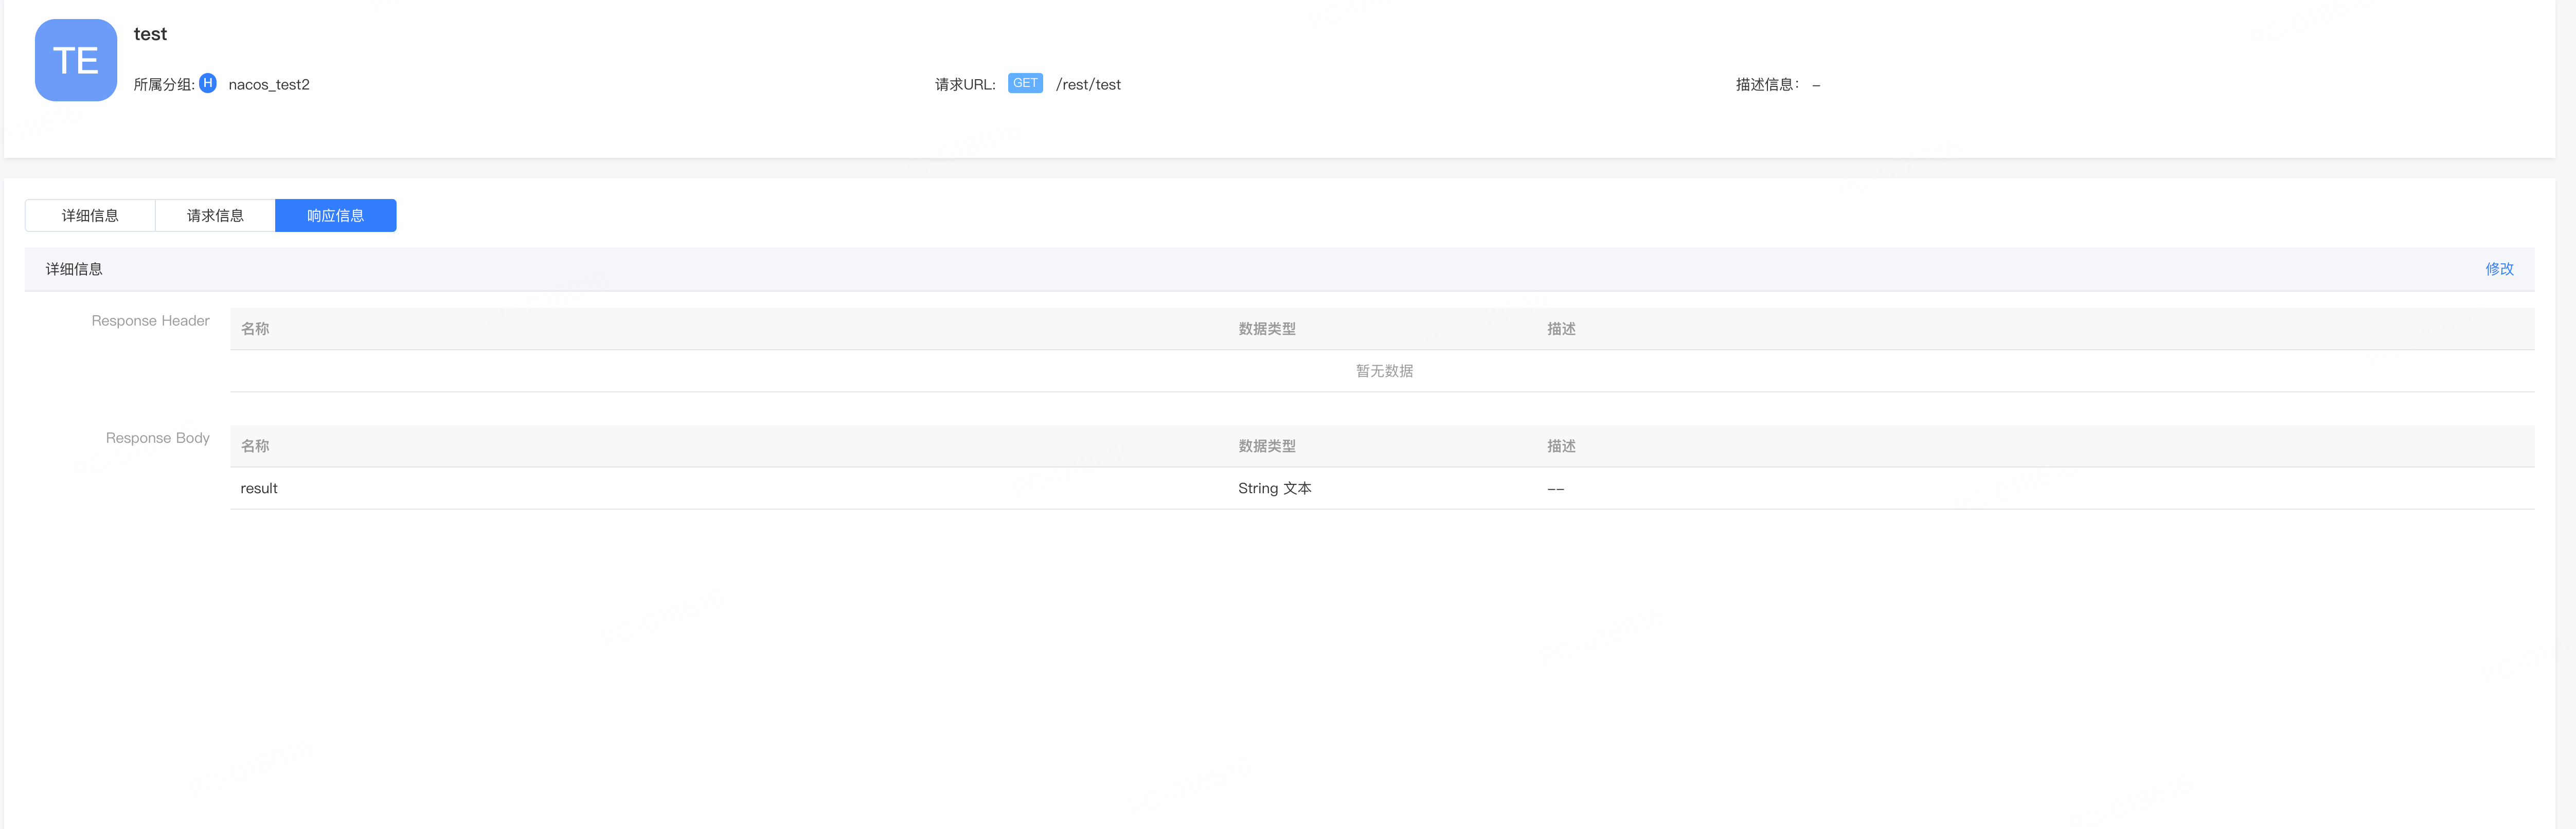 TE
test
所属分组: H nacos_test2
请求URL: GET /rest/test
描述信息： -
详细信息 请求信息 响应信息
详细信息 修改
Response Header
名称 数据类型 描述
暂无数据
Response Body
名称 数据类型 描述
result String 文本 --